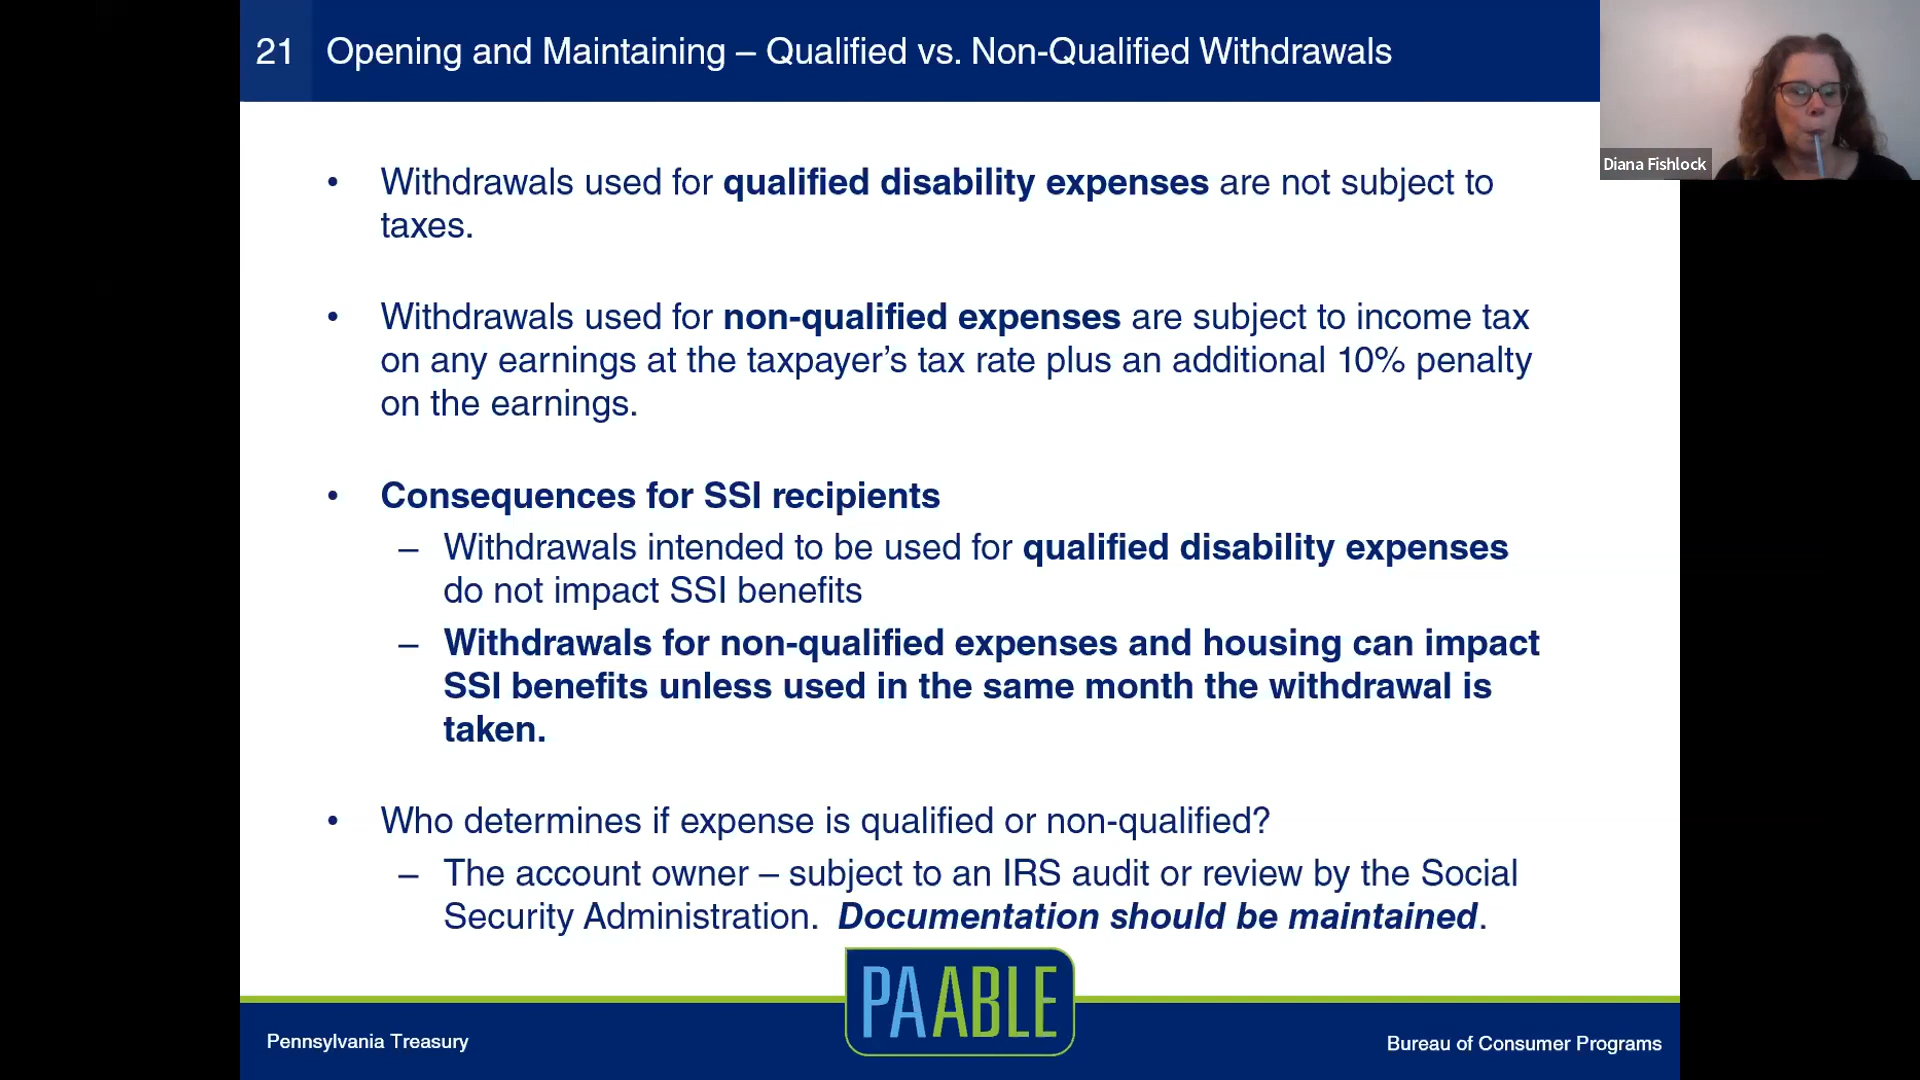 21 Opening and Maintaining – Qualified vs. Non-Qualified Withdrawals
Diana Fishlock
• Withdrawals used for qualified disability expenses are not subject to
taxes.
• Withdrawals used for non-qualified expenses are subject to income tax
on any earnings at the taxpayer’s tax rate plus an additional 10% penalty
on the earnings.
• Consequences for SSI recipients
– Withdrawals intended to be used for qualified disability expenses
do not impact SSI benefits
– Withdrawals for non-qualified expenses and housing can impact
SSI benefits unless used in the same month the withdrawal is
taken.
• Who determines if expense is qualified or non-qualified?
– The account owner – subject to an IRS audit or review by the Social
Security Administration. Documentation should be maintained.
PAABLE
Pennsylvania Treasury
Bureau of Consumer Programs